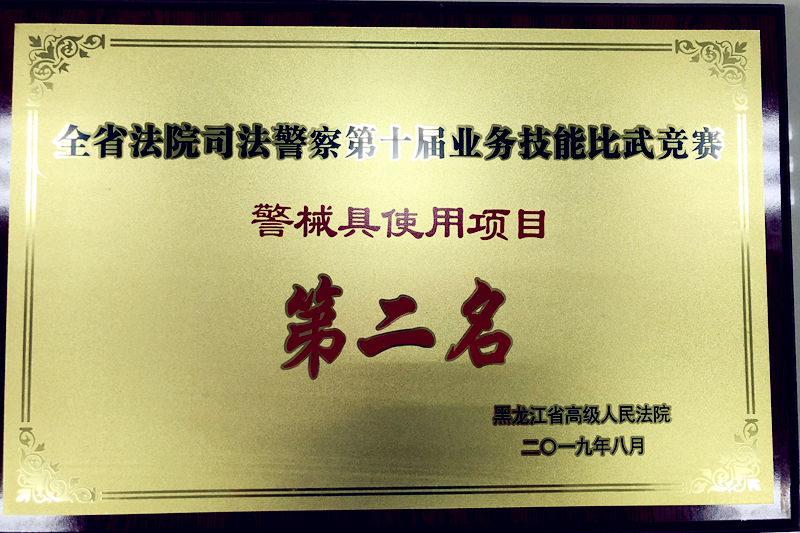 全省法院司法警察第十届业务技能比武竞赛
警械具使用项目
第二名
黑龙江省高级人民法院
二〇一九年八月